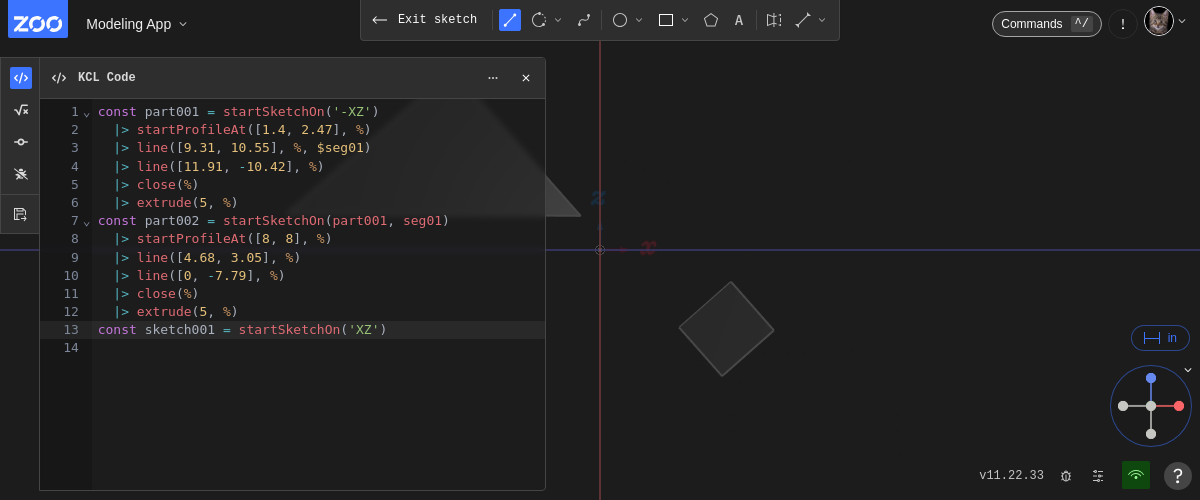 ZOO
Modeling App
Exit sketch
A
Commands ^/
!
KCL Code
1 const part001 = startSketchOn('-XZ')
2 |> startProfileAt([1.4, 2.47], %)
3 |> line([9.31, 10.55], %, $seg01)
4 |> line([11.91, -10.42], %)
5 |> close(%)
6 |> extrude(5, %)
7 const part002 = startSketchOn(part001, seg01)
8 |> startProfileAt([8, 8], %)
9 |> line([4.68, 3.05], %)
10 |> line([0, -7.79], %)
11 |> close(%)
12 |> extrude(5, %)
13 const sketch001 = startSketchOn('XZ')
14
z
x
in
v11.22.33
?